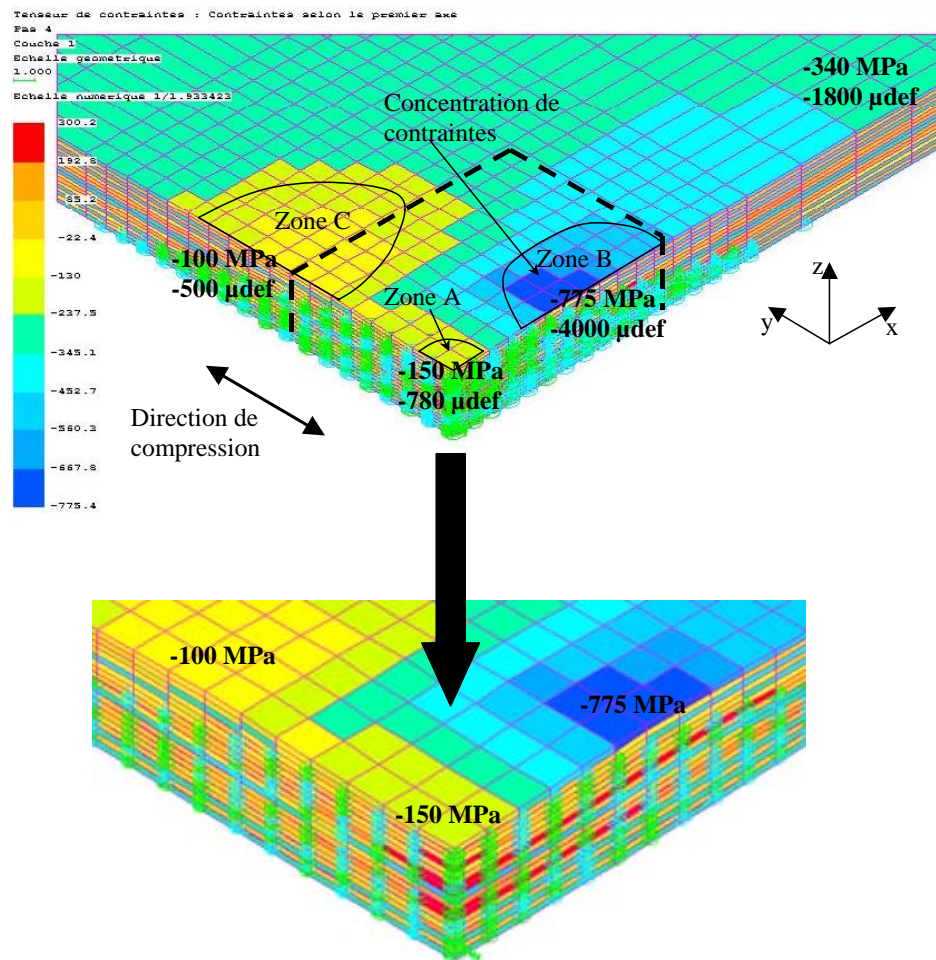 Tenseur de contraintes : Contraintes selon le premier axe
Pas 4
Couche 1
Echelle geometrique
1.000
Echelle numerique 1/1.933423
300.2
192.8
85.2
-22.4
-130
-237.5
-345.1
-452.7
-560.3
-667.8
-775.4
-340 MPa
-1800 µdef
Concentration de
contraintes
Zone C
Zone B
-100 MPa
-500 µdef
Zone A
-775 MPa
-4000 µdef
-150 MPa
-780 µdef
z
y
x
Direction de
compression
-100 MPa
-775 MPa
-150 MPa